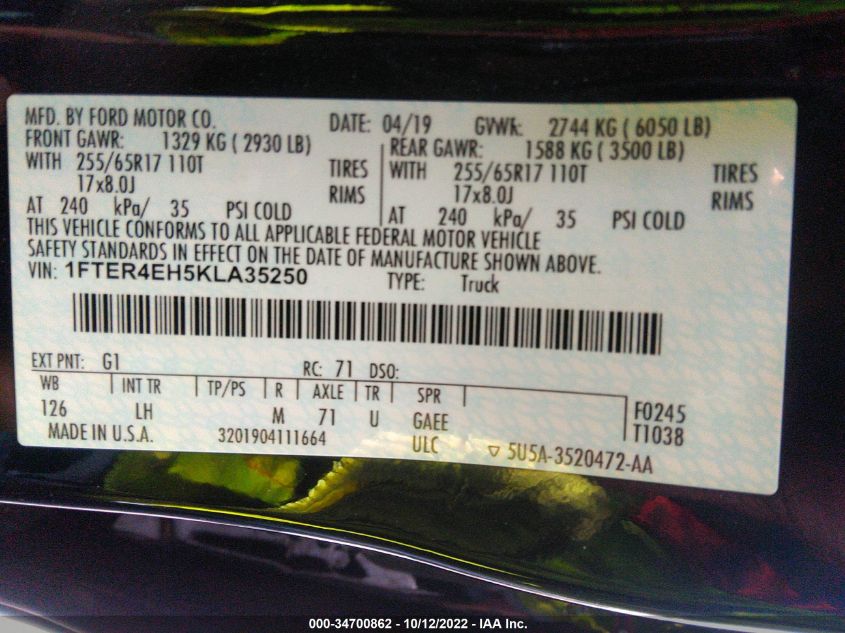 MFD. BY FORD MOTOR CO. DATE: 04/19 GVWR: 2744 KG ( 6050 LB)
FRONT GAWR: 1329 KG ( 2930 LB) REAR GAWR: 1588 KG ( 3500 LB)
WITH 255/65R17 110T TIRES WITH 255/65R17 110T TIRES
17x8.0J RIMS 17x8.0J RIMS
AT 240 kPa/ 35 PSI COLD AT 240 kPa/ 35 PSI COLD
THIS VEHICLE CONFORMS TO ALL APPLICABLE FEDERAL MOTOR VEHICLE
SAFETY STANDARDS IN EFFECT ON THE DATE OF MANUFACTURE SHOWN ABOVE.
VIN: 1FTER4EH5KLA35250 TYPE: Truck
EXT PNT: G1 RC: 71 DSO:
WB INT TR TP/PS R AXLE TR SPR
126 LH M 71 U GAEE F0245
MADE IN U.S.A. 3201904111664 ULC T1038
5U5A-3520472-AA
000-34700862 - 10/12/2022 - IAA Inc.